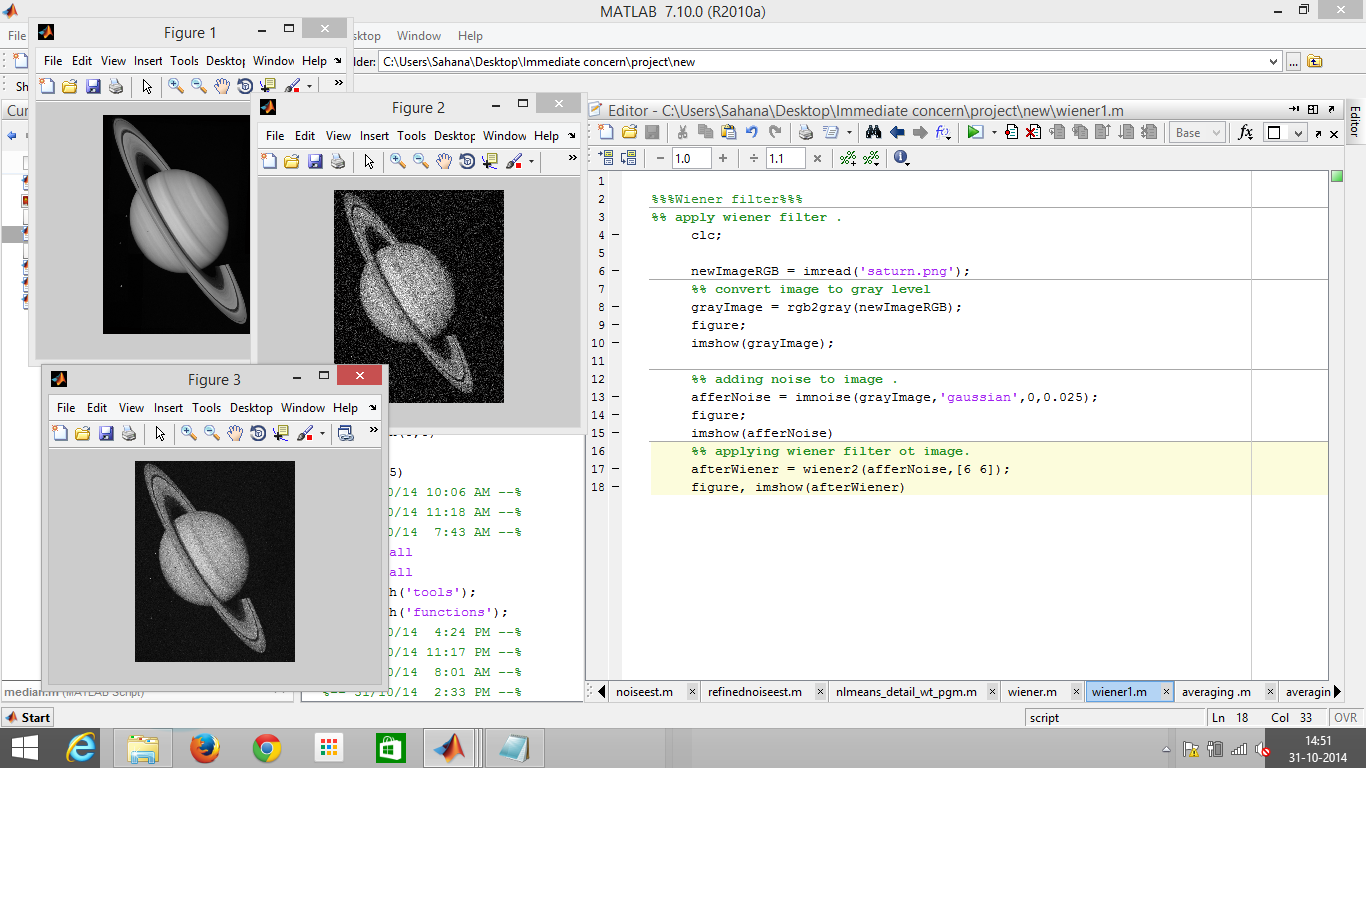 MATLAB 7.10.0 (R2010a)
File
sktop Window Help
lder: C:\Users\Sahana\Desktop\Immediate concern\project\new
...
Sh
Cur
Figure 1
File Edit View Insert Tools Desktop Window Help
Figure 2
File Edit View Insert Tools Desktop Window Help
Figure 3
File Edit View Insert Tools Desktop Window Help
5)
0/14 10:06 AM --%
0/14 11:18 AM --%
0/14 7:43 AM --%
all
all
h('tools');
h('functions');
0/14 4:24 PM --%
0/14 11:17 PM --%
0/14 8:01 AM --%
%-- 31/10/14 2:33 PM --%
median.m (MATLAB Script)
Editor - C:\Users\Sahana\Desktop\Immediate concern\project\new\wiener1.m
Base
fx
− 1.0 + ÷ 1.1 ×
Editor
1
2 %%%Wiener filter%%%
3 %% apply wiener filter .
4 – clc;
5
6 – newImageRGB = imread('saturn.png');
7 %% convert image to gray level
8 – grayImage = rgb2gray(newImageRGB);
9 – figure;
10 – imshow(grayImage);
11
12 %% adding noise to image .
13 – afferNoise = imnoise(grayImage,'gaussian',0,0.025);
14 – figure;
15 – imshow(afferNoise)
16 %% applying wiener filter ot image.
17 – afterWiener = wiener2(afferNoise,[6 6]);
18 – figure, imshow(afterWiener)
noiseest.m refinednoiseest.m nlmeans_detail_wt_pgm.m wiener.m wiener1.m averaging .m averagin
Start
script Ln 18 Col 33 OVR
14:51
31-10-2014